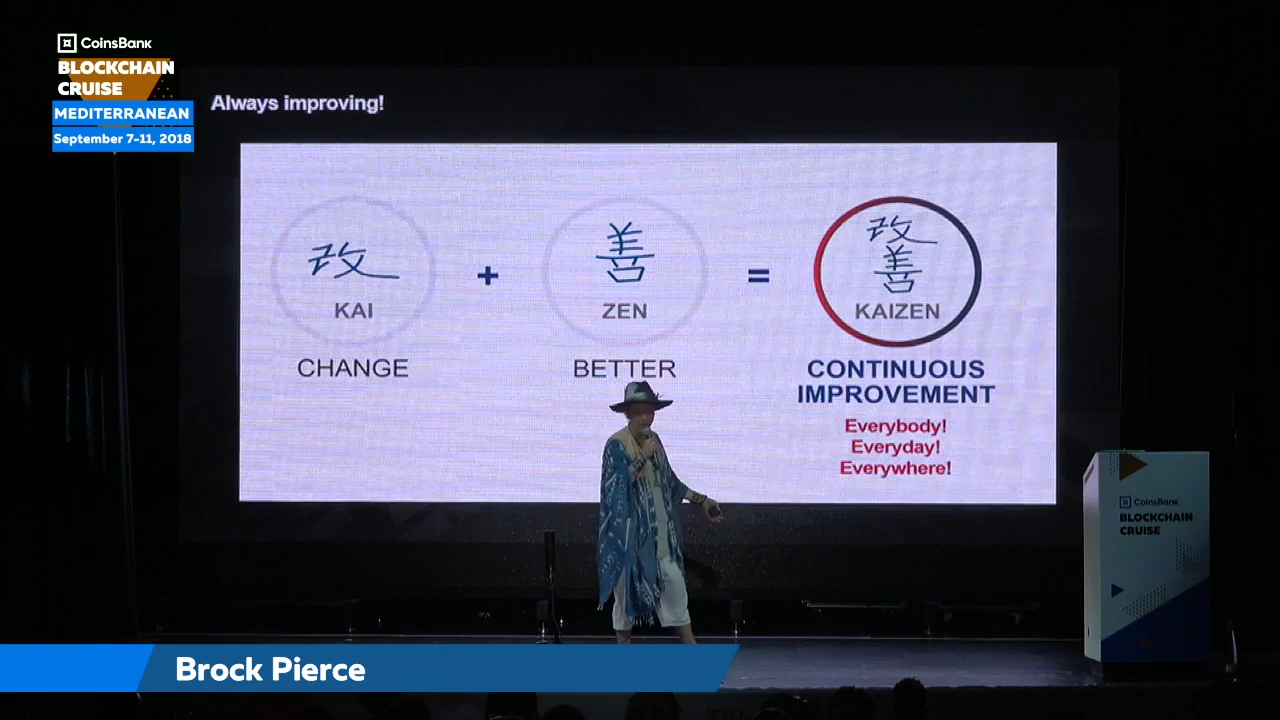 CoinsBank
BLOCKCHAIN
CRUISE
MEDITERRANEAN
September 7-11, 2018
Always improving!
改
KAI
CHANGE
+
善
ZEN
BETTER
=
改
善
KAIZEN
CONTINUOUS
IMPROVEMENT
Everybody!
Everyday!
Everywhere!
CoinsBank
BLOCKCHAIN
CRUISE
Brock Pierce